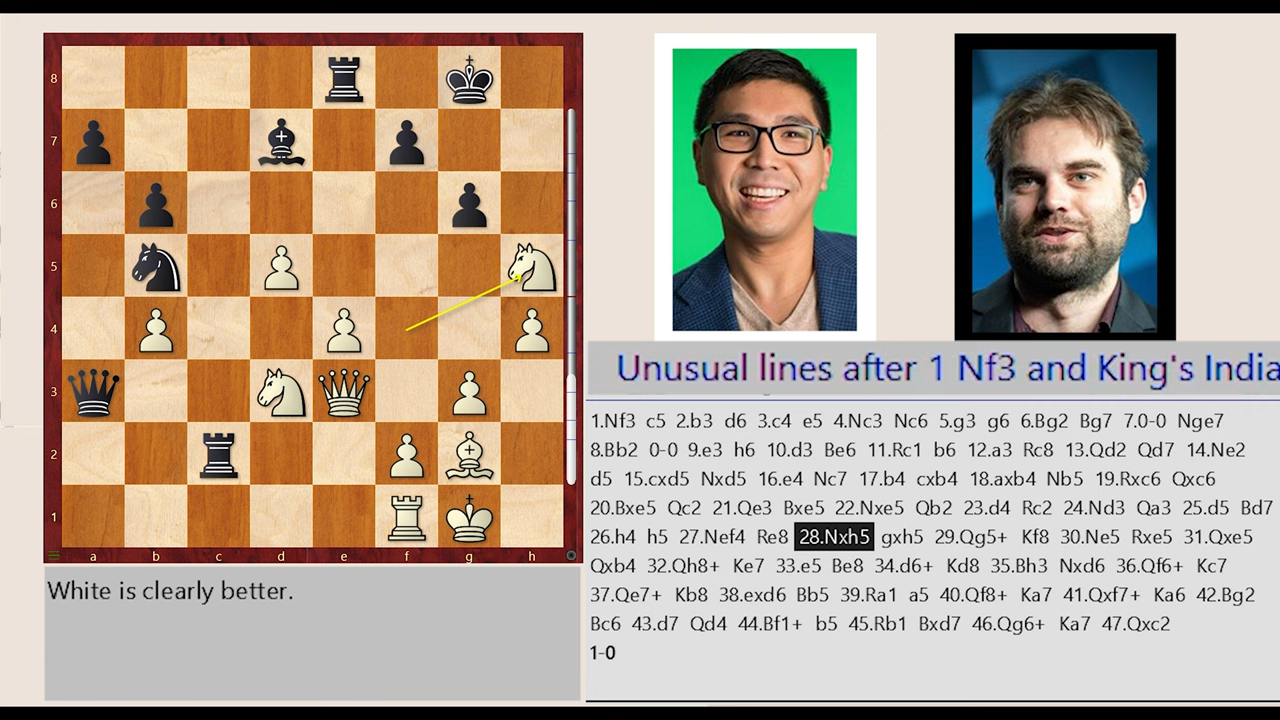 8
7
6
5
4
3
2
1
a b c d e f g h
White is clearly better.
Unusual lines after 1 Nf3 and King's India
1.Nf3 c5 2.b3 d6 3.c4 e5 4.Nc3 Nc6 5.g3 g6 6.Bg2 Bg7 7.0-0 Nge7
8.Bb2 0-0 9.e3 h6 10.d3 Be6 11.Rc1 b6 12.a3 Rc8 13.Qd2 Qd7 14.Ne2
d5 15.cxd5 Nxd5 16.e4 Nc7 17.b4 cxb4 18.axb4 Nb5 19.Rxc6 Qxc6
20.Bxe5 Qc2 21.Qe3 Bxe5 22.Nxe5 Qb2 23.d4 Rc2 24.Nd3 Qa3 25.d5 Bd7
26.h4 h5 27.Nef4 Re8 28.Nxh5 gxh5 29.Qg5+ Kf8 30.Ne5 Rxe5 31.Qxe5
Qxb4 32.Qh8+ Ke7 33.e5 Be8 34.d6+ Kd8 35.Bh3 Nxd6 36.Qf6+ Kc7
37.Qe7+ Kb8 38.exd6 Bb5 39.Ra1 a5 40.Qf8+ Ka7 41.Qxf7+ Ka6 42.Bg2
Bc6 43.d7 Qd4 44.Bf1+ b5 45.Rb1 Bxd7 46.Qg6+ Ka7 47.Qxc2
1-0